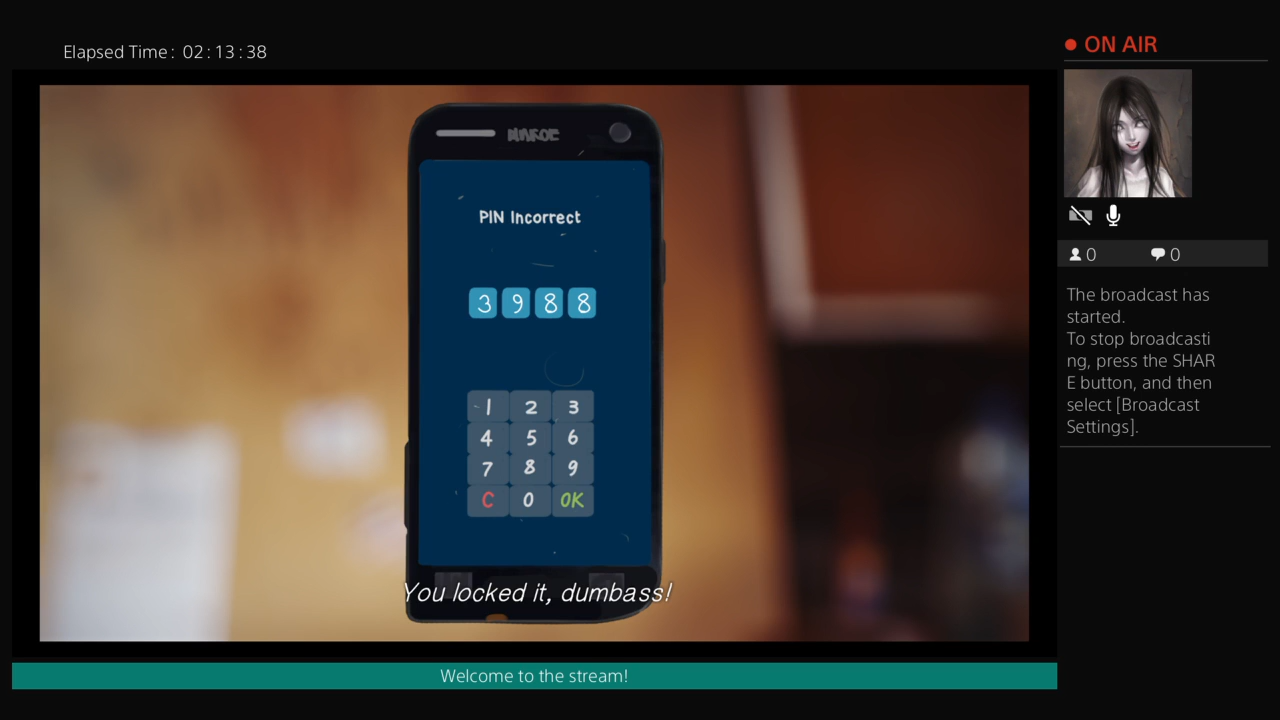 Elapsed Time: 02:13:38
ON AIR
PIN Incorrect
3 9 8 8
1 2 3
4 5 6
7 8 9
C 0 OK
You locked it, dumbass!
0 0
The broadcast has
started.
To stop broadcasti
ng, press the SHAR
E button, and then
select [Broadcast
Settings].
Welcome to the stream!